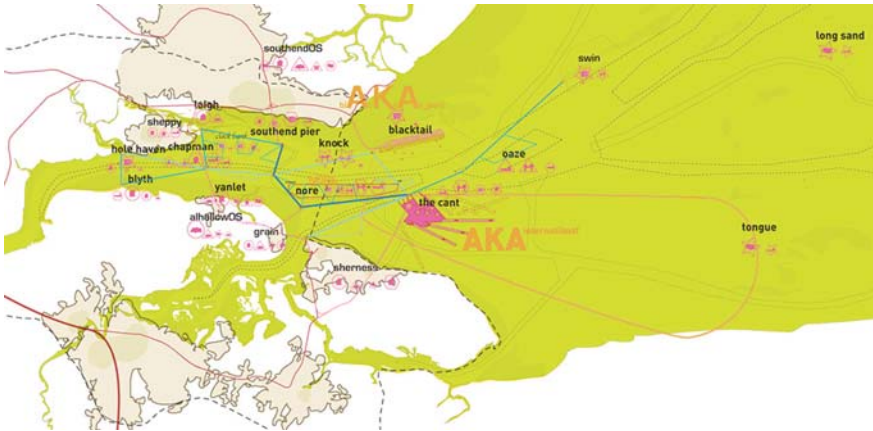 long sand
southendOS
swin
AKA
leigh
sheppy
southend pier
blacktail
knock
hole haven
chapman
oaze
blyth
yanlet
nore
the cant
alhallowOS
grain
AKA
tongue
sherness